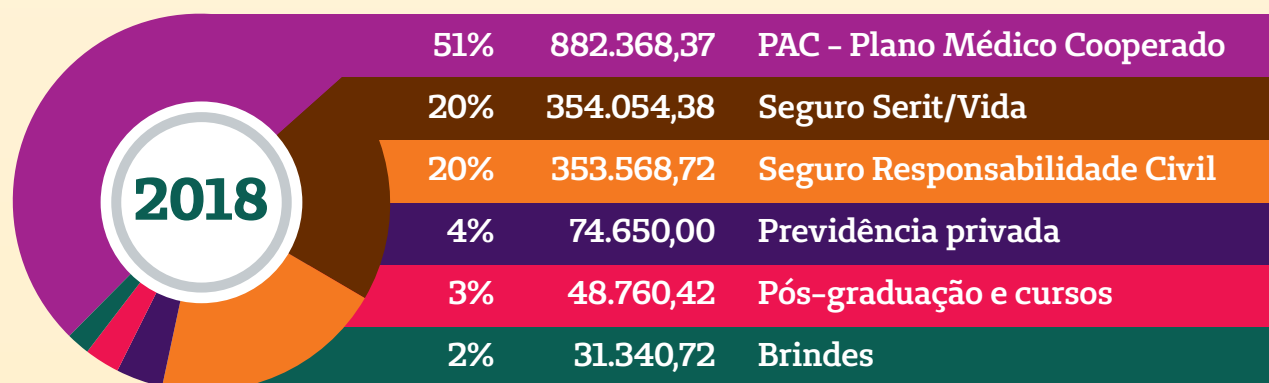 2018
51% 882.368,37 PAC - Plano Médico Cooperado
20% 354.054,38 Seguro Serit/Vida
20% 353.568,72 Seguro Responsabilidade Civil
4% 74.650,00 Previdência privada
3% 48.760,42 Pós-graduação e cursos
2% 31.340,72 Brindes